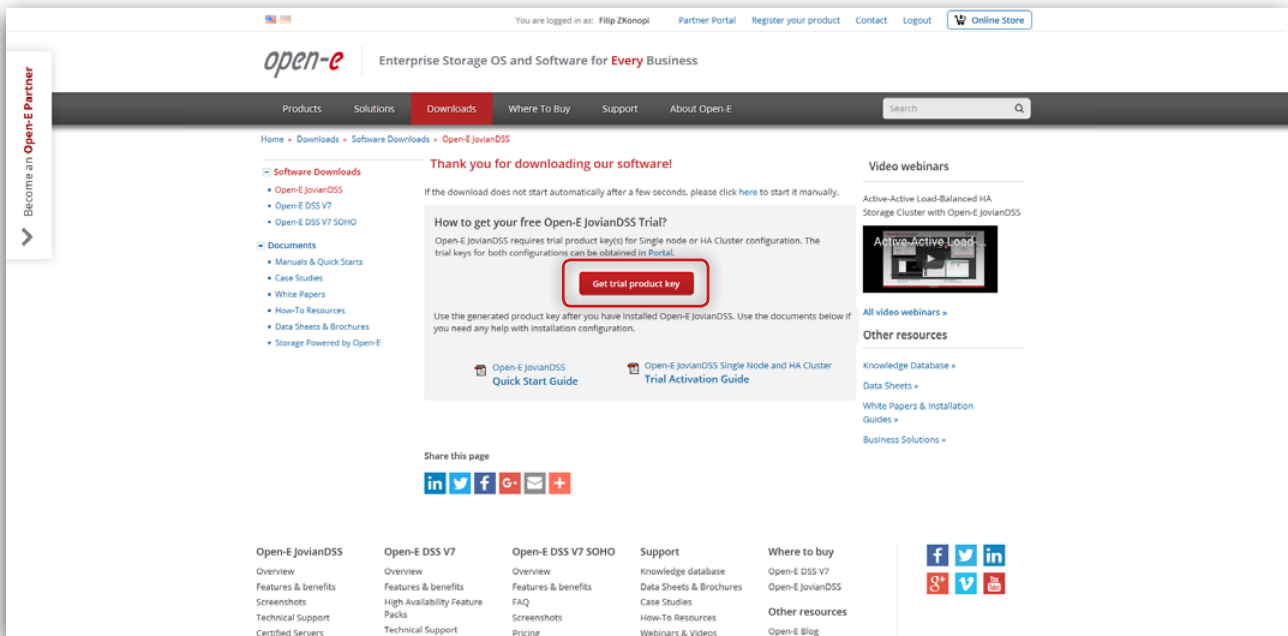 You are logged in as: Filip ZKonopi Partner Portal Register your product Contact Logout Online Store
open-e
Enterprise Storage OS and Software for Every Business
Become an Open-E Partner
Products Solutions Downloads Where To Buy Support About Open-E Search
Home » Downloads » Software Downloads » Open-E JovianDSS
Software Downloads
Open-E JovianDSS
Open-E DSS V7
Open-E DSS V7 SOHO
Documents
Manuals & Quick Starts
Case Studies
White Papers
How-To Resources
Data Sheets & Brochures
Storage Powered by Open-E
Thank you for downloading our software!
If the download does not start automatically after a few seconds, please click here to start it manually.
How to get your free Open-E JovianDSS Trial?
Open-E JovianDSS requires trial product key(s) for Single node or HA Cluster configuration. The
trial keys for both configurations can be obtained in Portal.
Get trial product key
Use the generated product key after you have installed Open-E JovianDSS. Use the documents below if
you need any help with installation configuration.
Open-E JovianDSS
Quick Start Guide
Open-E JovianDSS Single Node and HA Cluster
Trial Activation Guide
Video webinars
Active-Active Load-Balanced HA
Storage Cluster with Open-E JovianDSS
Active-Active Load-...
All video webinars »
Other resources
Knowledge Database »
Data Sheets »
White Papers & Installation
Guides »
Business Solutions »
Share this page
Open-E JovianDSS
Overview
Features & benefits
Screenshots
Technical Support
Certified Servers
Open-E DSS V7
Overview
Features & benefits
High Availability Feature
Packs
Technical Support
Open-E DSS V7 SOHO
Overview
Features & benefits
FAQ
Screenshots
Pricing
Support
Knowledge database
Data Sheets & Brochures
Case Studies
How-To Resources
Webinars & Videos
Where to buy
Open-E DSS V7
Open-E JovianDSS
Other resources
Open-E Blog